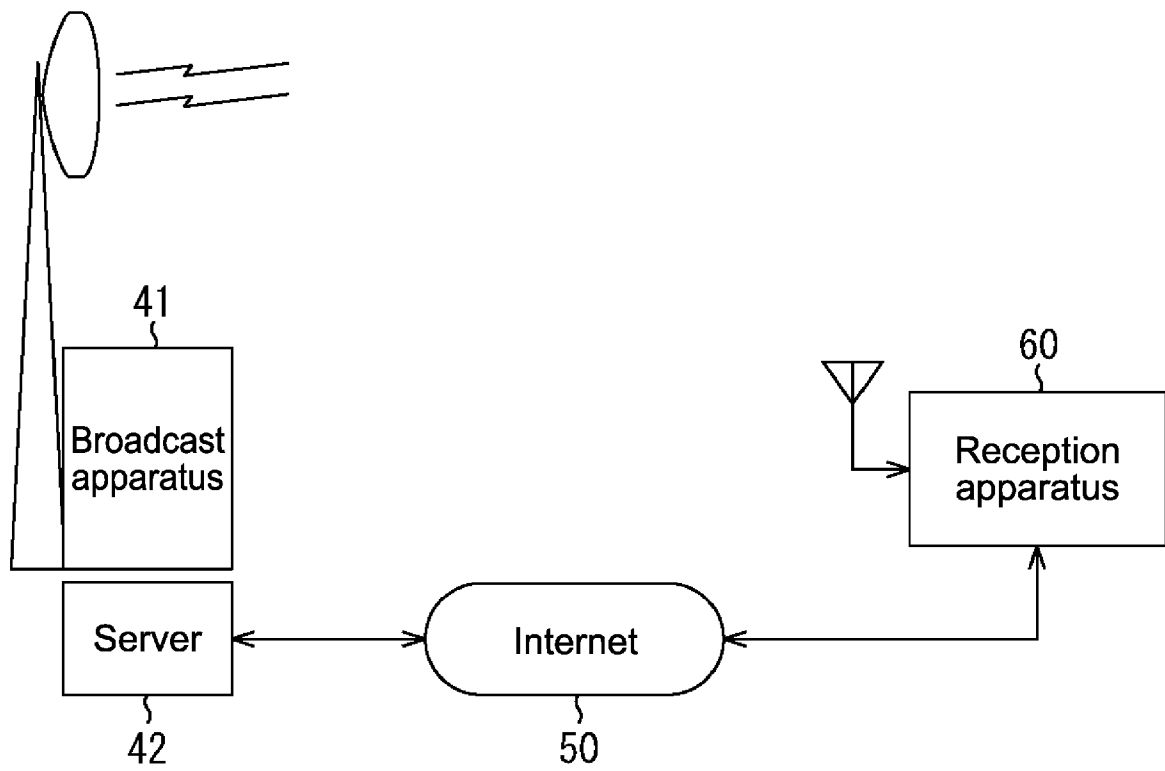 41
Broadcast
apparatus
60
Reception
apparatus
Server
42
Internet
50